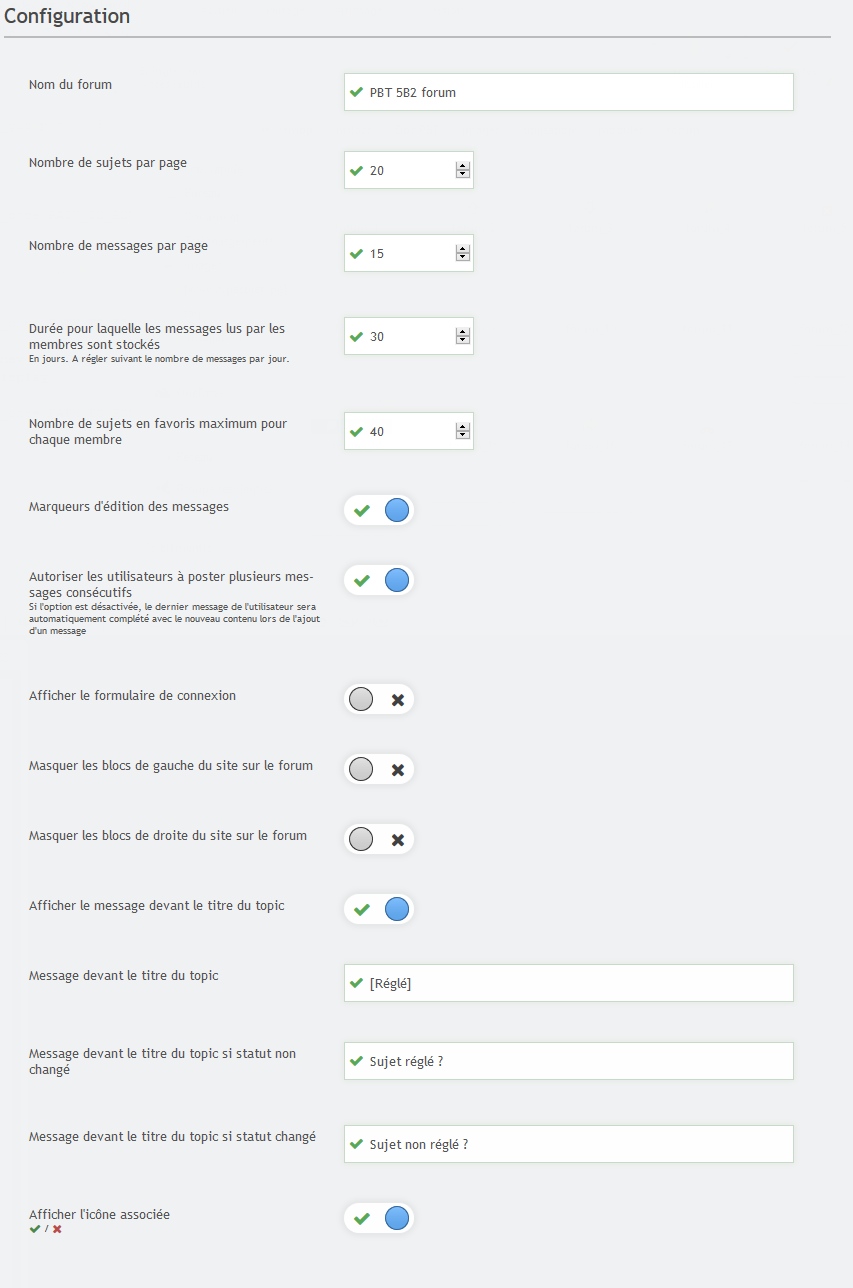 Configuration
Nom du forum
PBT 5B2 forum
Nombre de sujets par page
20
Nombre de messages par page
15
Durée pour laquelle les messages lus par les
membres sont stockés
En jours. A régler suivant le nombre de messages par jour.
30
Nombre de sujets en favoris maximum pour
chaque membre
40
Marqueurs d'édition des messages
Autoriser les utilisateurs à poster plusieurs mes-
sages consécutifs
Si l'option est désactivée, le dernier message de l'utilisateur sera
automatiquement complété avec le nouveau contenu lors de l'ajout
d'un message
Afficher le formulaire de connexion
Masquer les blocs de gauche du site sur le forum
Masquer les blocs de droite du site sur le forum
Afficher le message devant le titre du topic
Message devant le titre du topic
[Réglé]
Message devant le titre du topic si statut non
changé
Sujet réglé ?
Message devant le titre du topic si statut changé
Sujet non réglé ?
Afficher l'icône associée
/